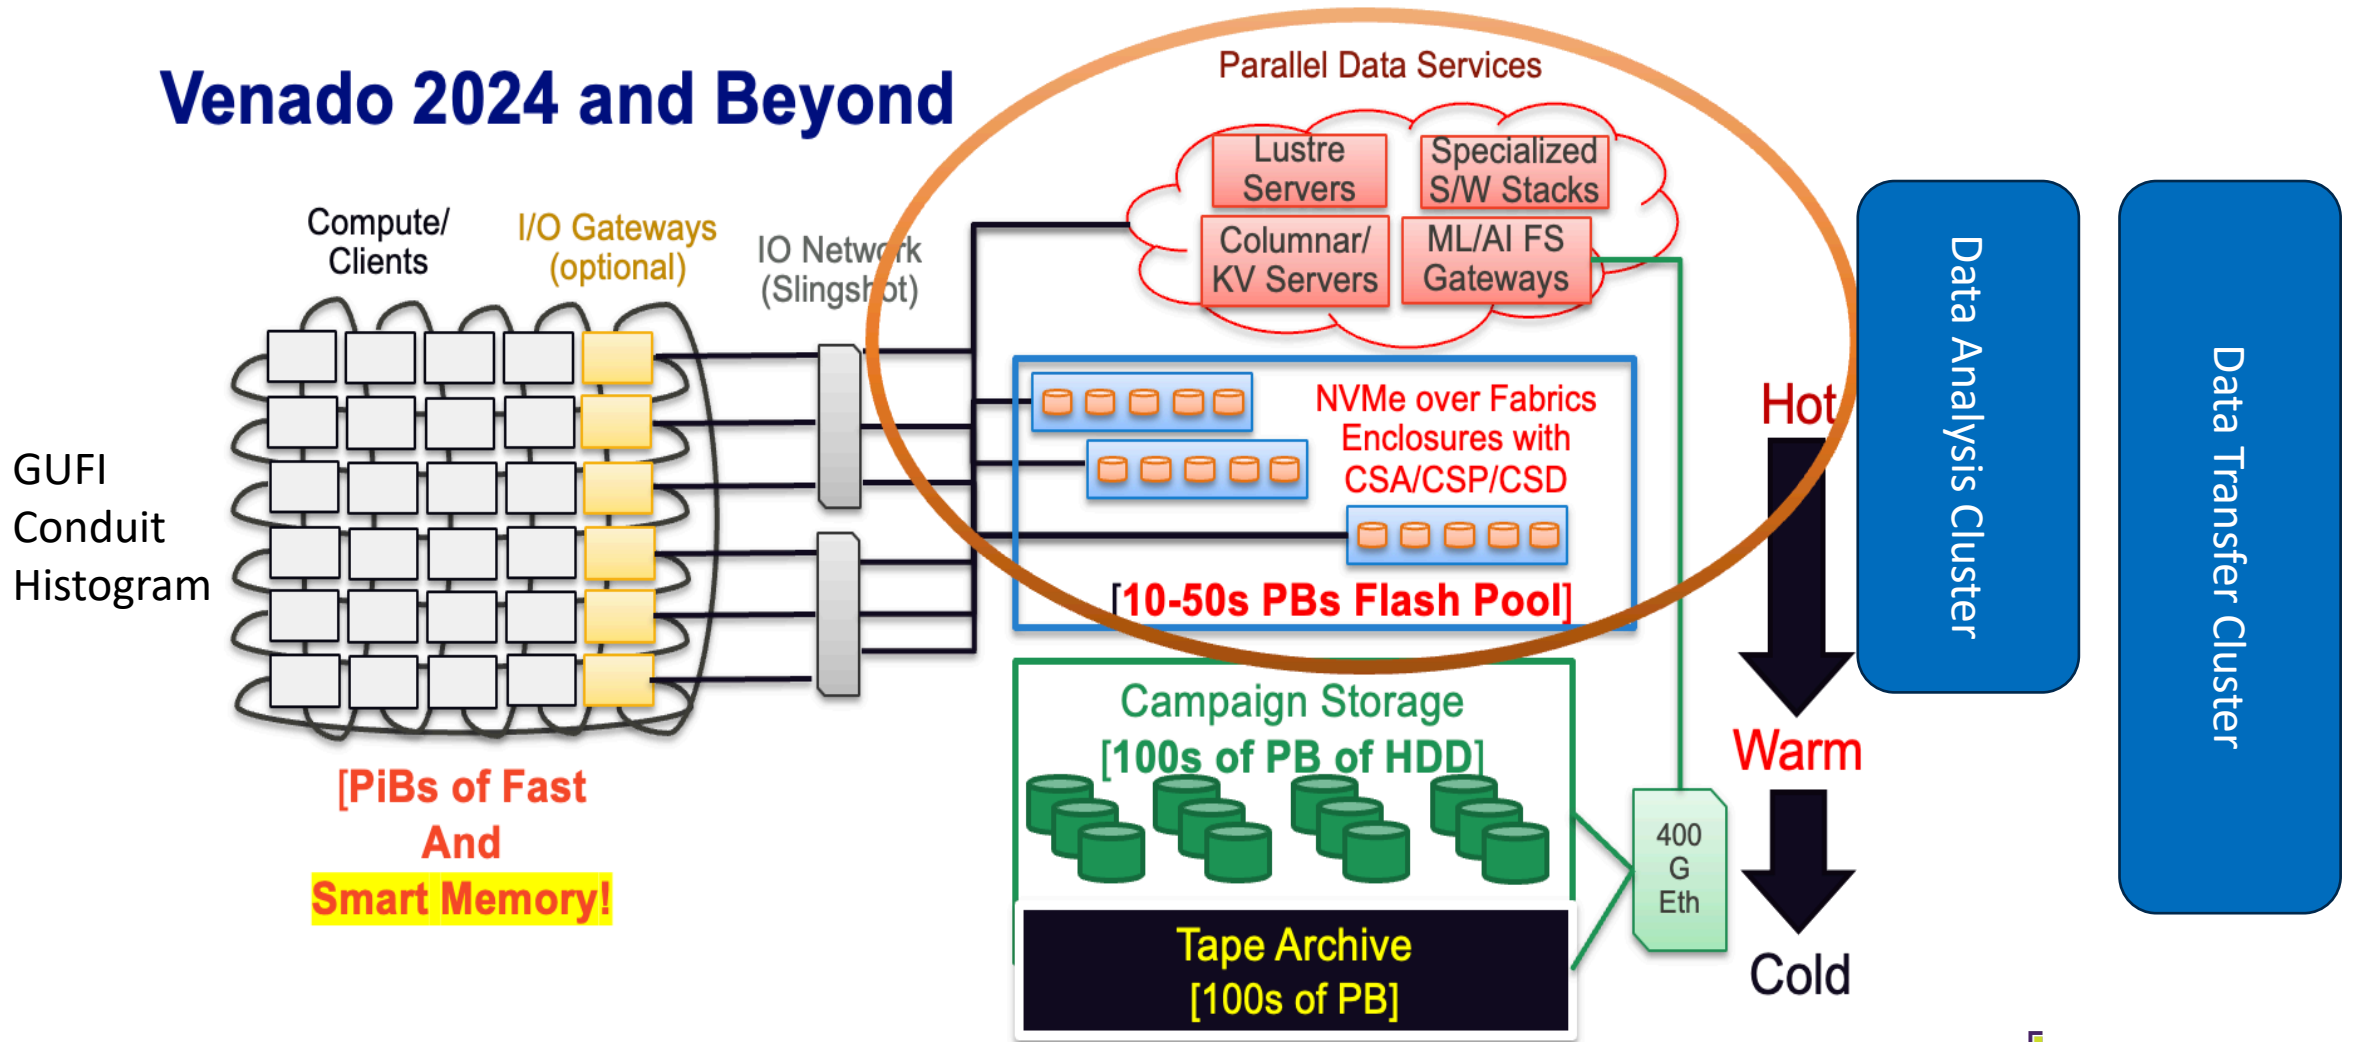 Venado 2024 and Beyond
Parallel Data Services
Lustre
Servers
Specialized
S/W Stacks
Columnar/
KV Servers
ML/AI FS
Gateways
Compute/
Clients
I/O Gateways
(optional)
IO Network
(Slingshot)
GUFI
Conduit
Histogram
NVMe over Fabrics
Enclosures with
CSA/CSP/CSD
[10-50s PBs Flash Pool]
Campaign Storage
[100s of PB of HDD]
Tape Archive
[100s of PB]
[PiBs of Fast
And
Smart Memory!
400
G
Eth
Hot
Warm
Cold
Data Analysis Cluster
Data Transfer Cluster